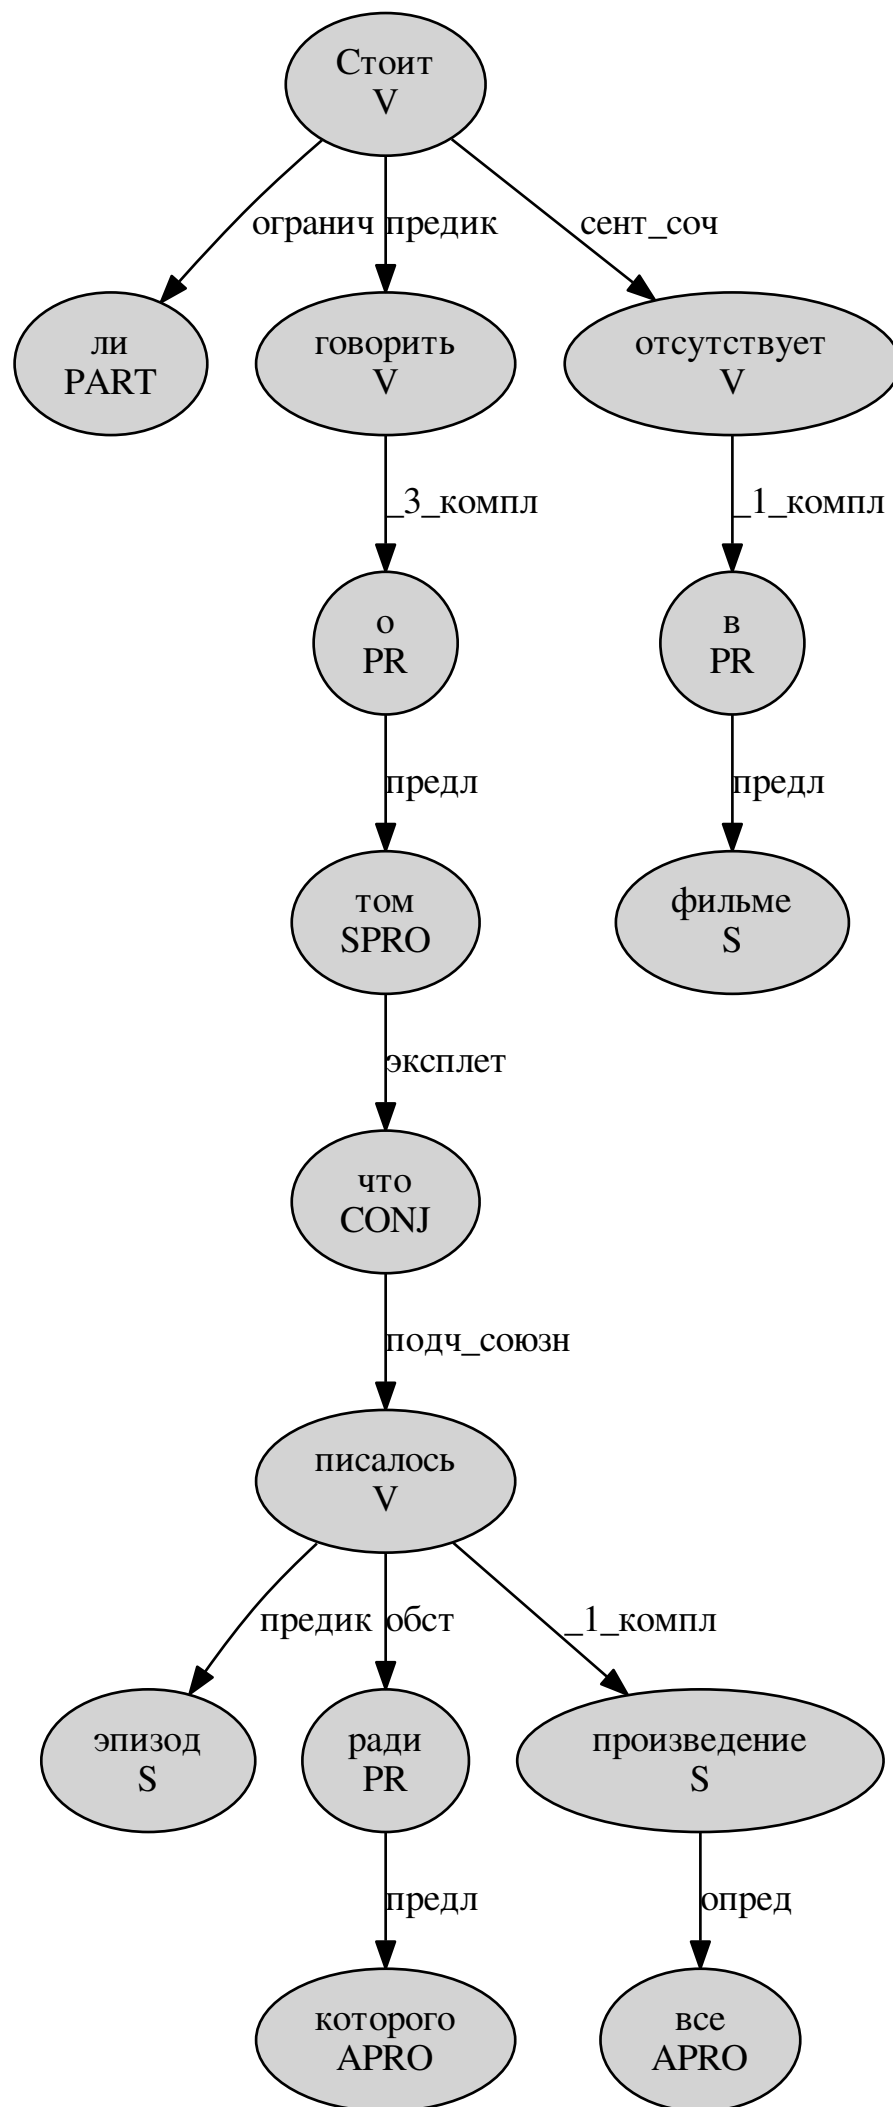 Стоит
V
огранич предик сент_соч
ли
PART
говорить
V
отсутствует
V
_3_компл _1_компл
о
PR
в
PR
предл предл
том
SPRO
фильме
S
эксплет
что
CONJ
подч_союзн
писалось
V
предик обст _1_компл
эпизод
S
ради
PR
произведение
S
предл опред
которого
APRO
все
APRO